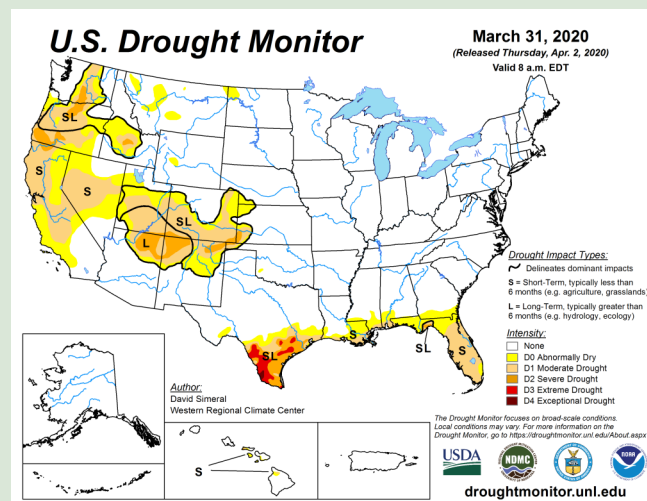 U.S. Drought Monitor
March 31, 2020
(Released Thursday, Apr. 2, 2020)
Valid 8 a.m. EDT
SL
S
S
SL
L
SL
S
SL
S
S
Drought Impact Types:
Delineates dominant impacts
S = Short-Term, typically less than
6 months (e.g. agriculture, grasslands)
L = Long-Term, typically greater than
6 months (e.g. hydrology, ecology)
Intensity:
None
D0 Abnormally Dry
D1 Moderate Drought
D2 Severe Drought
D3 Extreme Drought
D4 Exceptional Drought
Author:
David Simeral
Western Regional Climate Center
The Drought Monitor focuses on broad-scale conditions.
Local conditions may vary. For more information on the
Drought Monitor, go to https://droughtmonitor.unl.edu/About.aspx
USDA
NDMC
NOAA
droughtmonitor.unl.edu